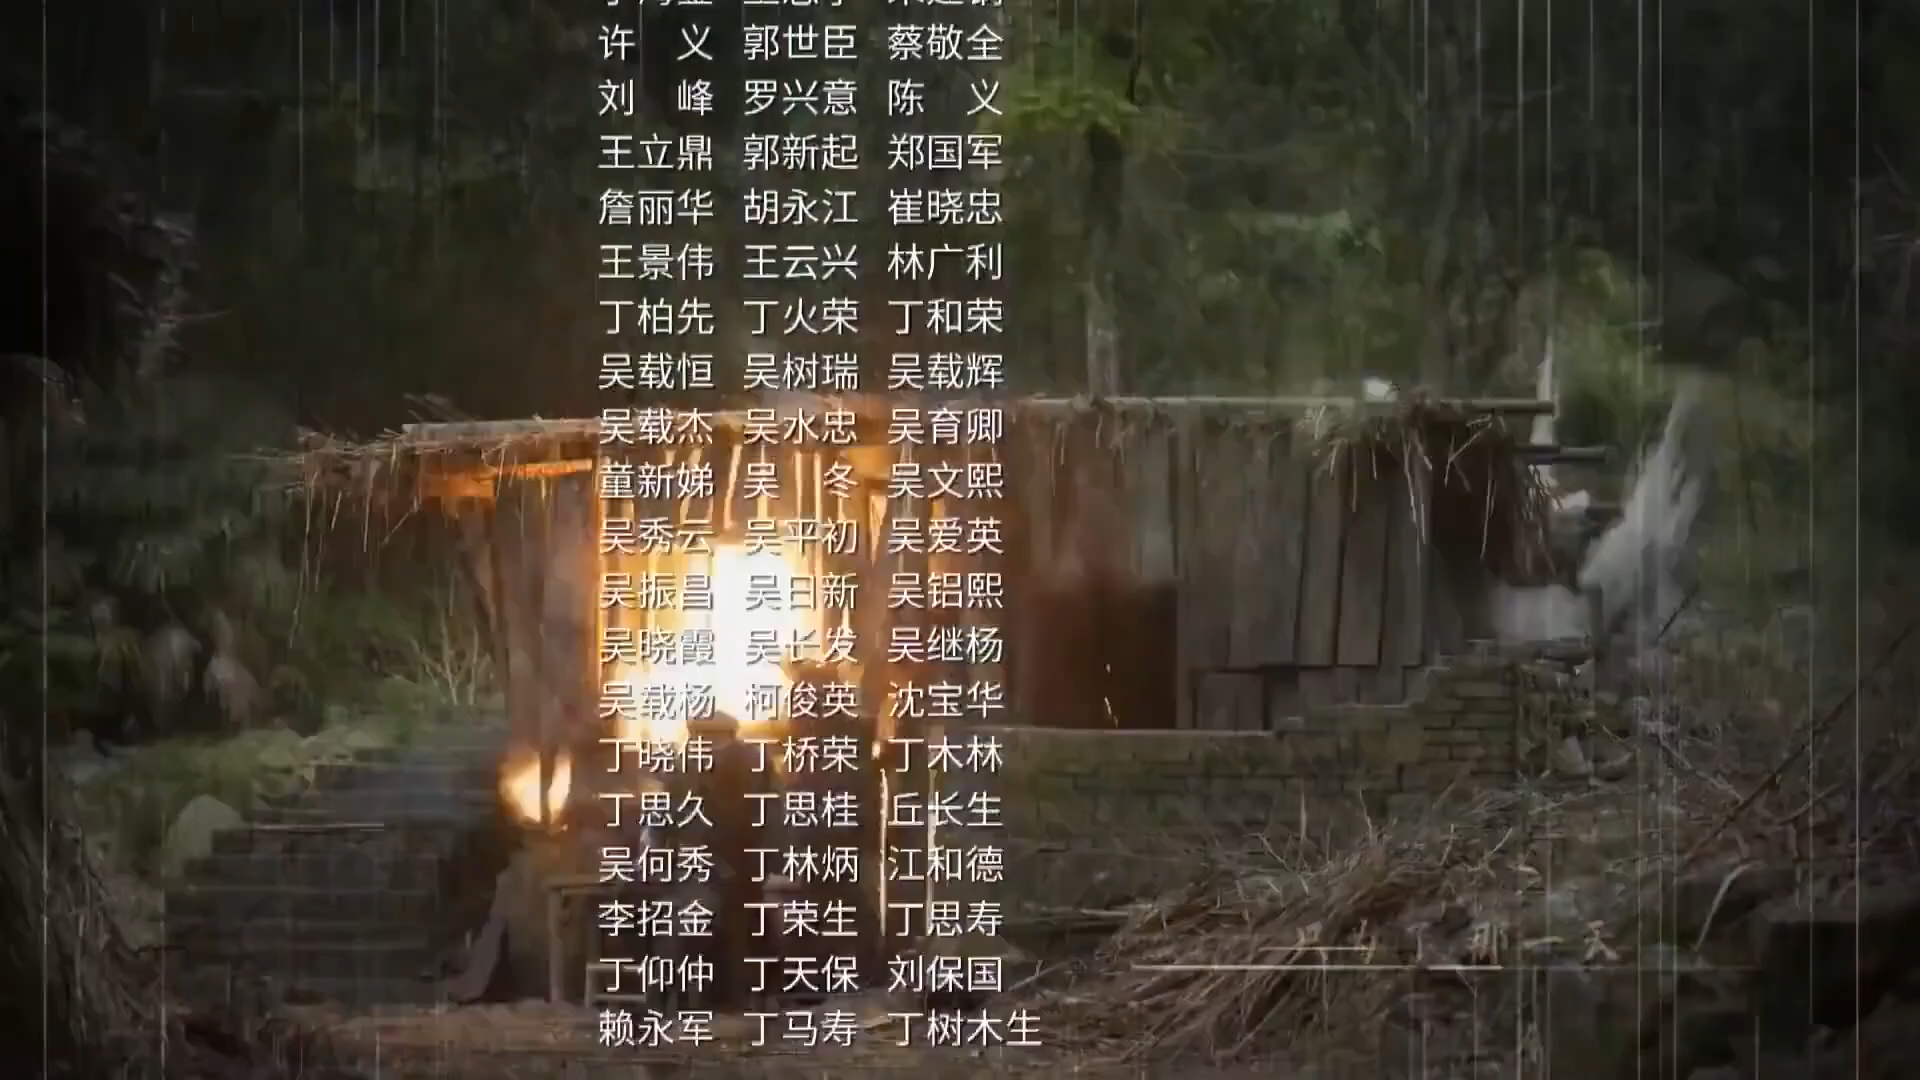 许　义 郭世臣 蔡敬全
刘　峰 罗兴意 陈　义
王立鼎 郭新起 郑国军
詹丽华 胡永江 崔晓忠
王景伟 王云兴 林广利
丁柏先 丁火荣 丁和荣
吴载恒 吴树瑞 吴载辉
吴载杰 吴水忠 吴育卿
童新娣 吴　冬 吴文熙
吴秀云 吴平初 吴爱英
吴振昌 吴日新 吴铝熙
吴晓霞 吴长发 吴继杨
吴载杨 柯俊英 沈宝华
丁晓伟 丁桥荣 丁木林
丁思久 丁思桂 丘长生
吴何秀 丁林炳 江和德
李招金 丁荣生 丁思寿
那一天
丁仰仲 丁天保 刘保国
赖永军 丁马寿 丁树木生